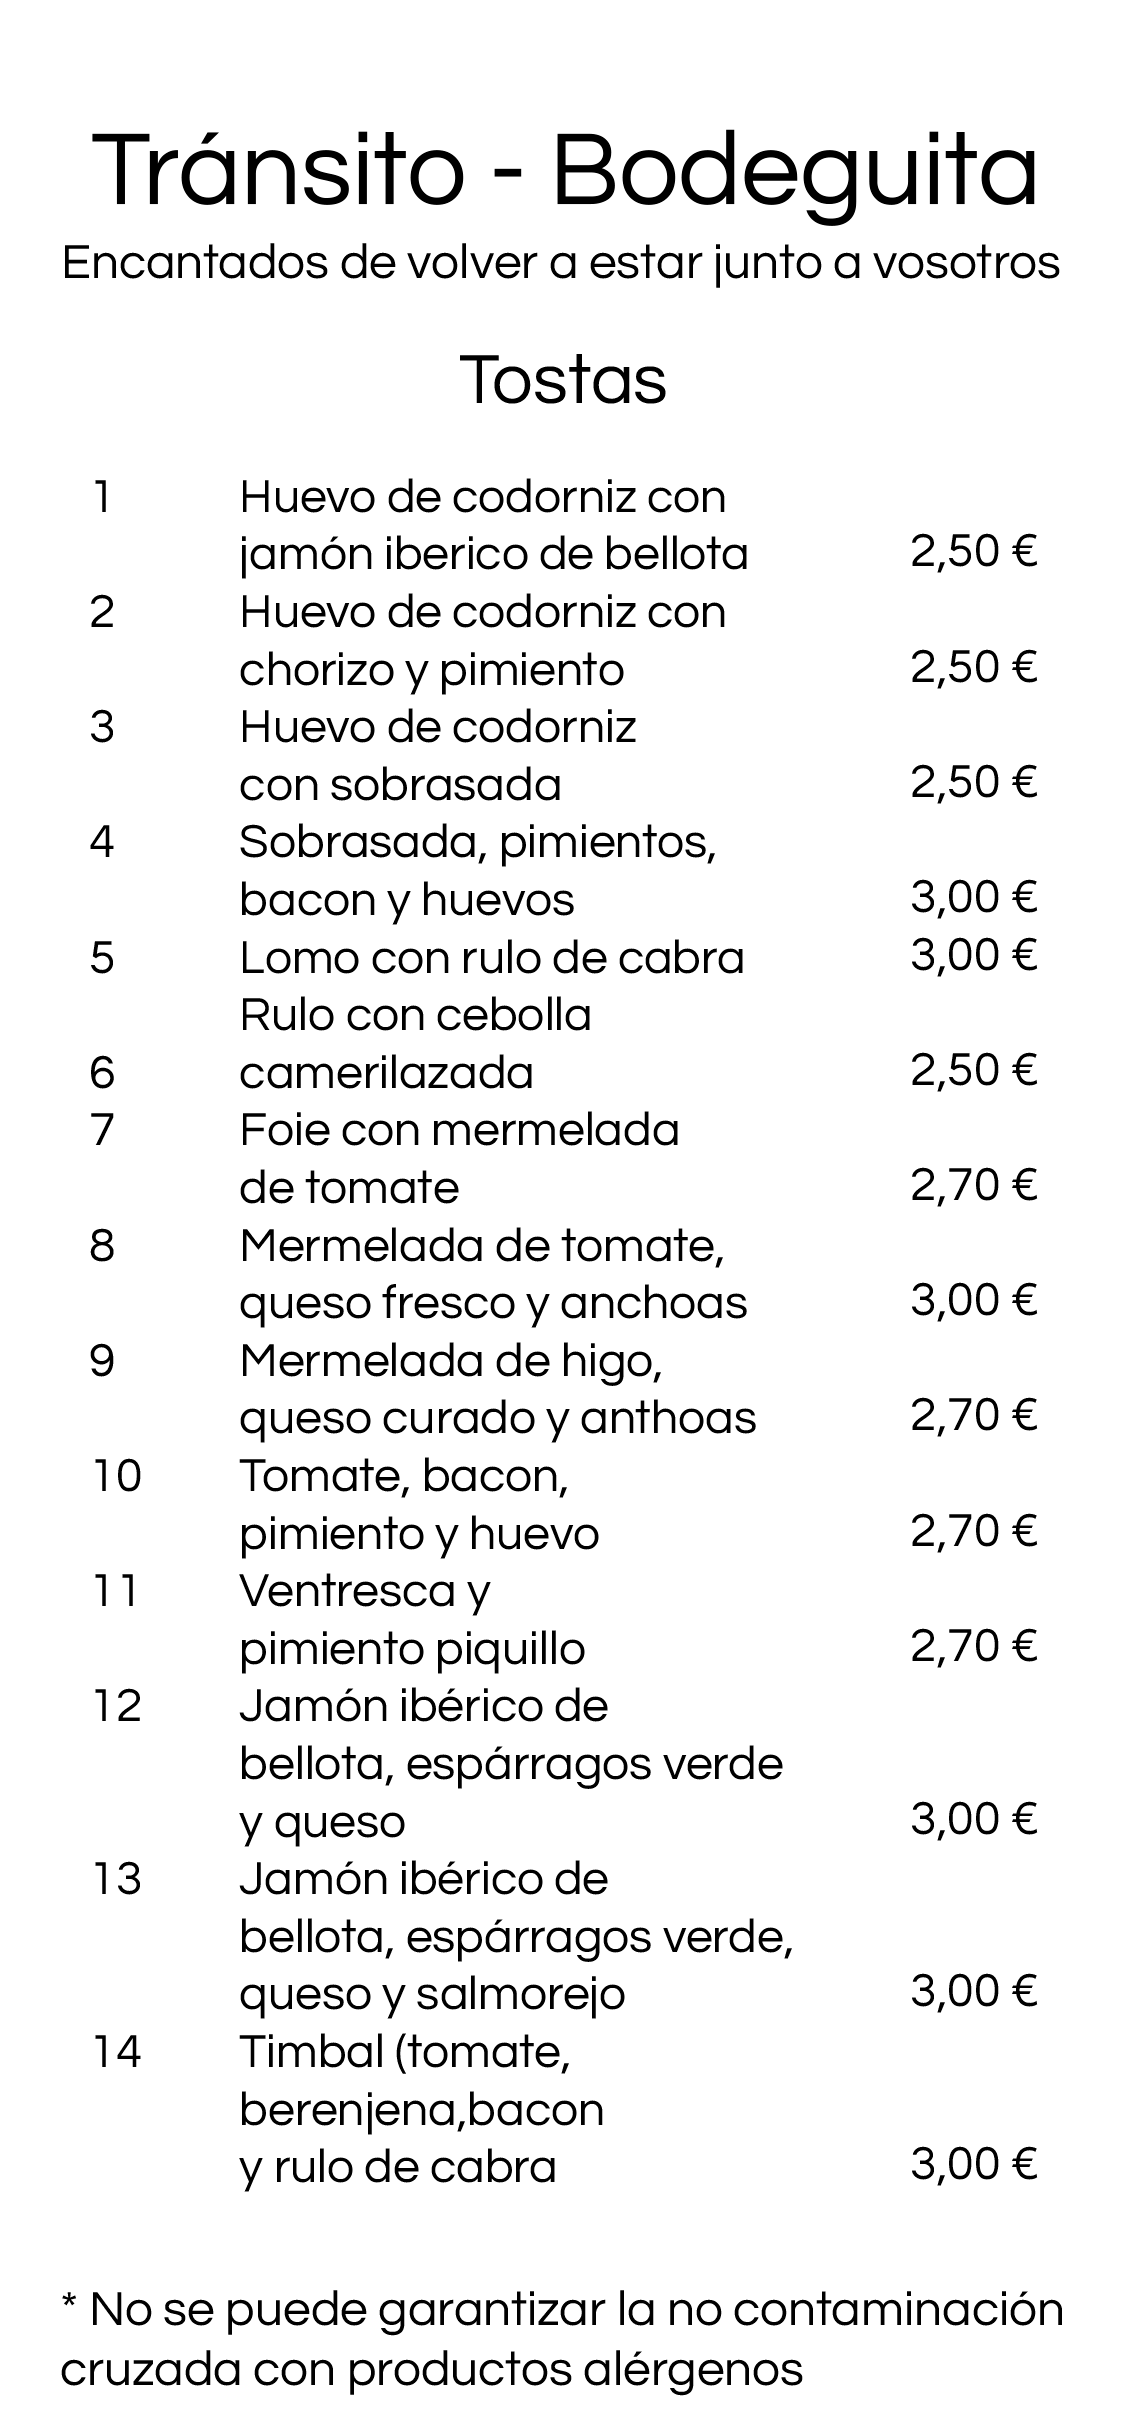 Tránsito - Bodeguita
Encantados de volver a estar junto a vosotros
Tostas
1 Huevo de codorniz con
jamón iberico de bellota 2,50 €
2 Huevo de codorniz con
chorizo y pimiento 2,50 €
3 Huevo de codorniz
con sobrasada 2,50 €
4 Sobrasada, pimientos,
bacon y huevos 3,00 €
5 Lomo con rulo de cabra 3,00 €
Rulo con cebolla
6 camerilazada 2,50 €
7 Foie con mermelada
de tomate 2,70 €
8 Mermelada de tomate,
queso fresco y anchoas 3,00 €
9 Mermelada de higo,
queso curado y anthoas 2,70 €
10 Tomate, bacon,
pimiento y huevo 2,70 €
11 Ventresca y
pimiento piquillo 2,70 €
12 Jamón ibérico de
bellota, espárragos verde
y queso 3,00 €
13 Jamón ibérico de
bellota, espárragos verde,
queso y salmorejo 3,00 €
14 Timbal (tomate,
berenjena,bacon
y rulo de cabra 3,00 €
* No se puede garantizar la no contaminación
cruzada con productos alérgenos